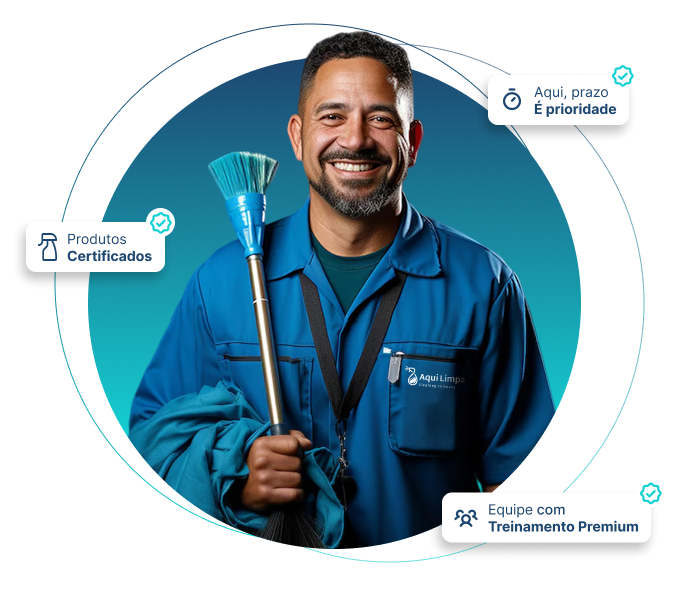 Aqui, prazo
É prioridade
Produtos
Certificados
Aqui Limpa
Equipe com
Treinamento Premium